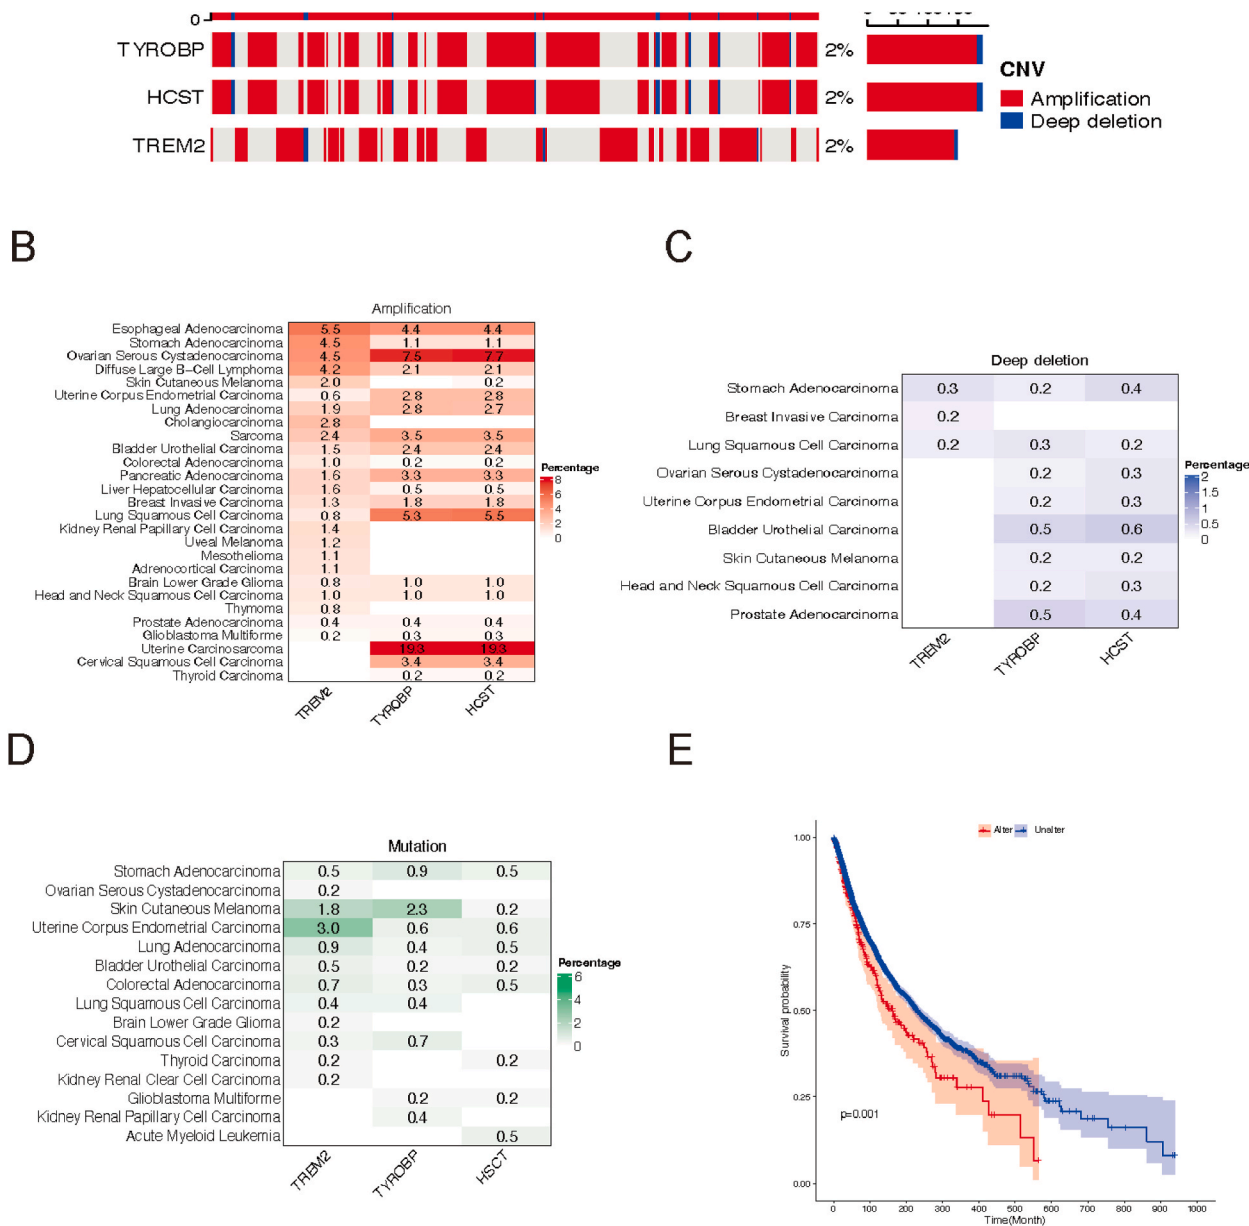 0
0 50 100 150
TYROBP 2%
HCST 2%
TREM2 2%
CNV
Amplification
Deep deletion
B
Amplification
Esophageal Adenocarcinoma 5.5 4.4 4.4
Stomach Adenocarcinoma 4.5 1.1 1.1
Ovarian Serous Cystadenocarcinoma 4.5 7.5 7.7
Diffuse Large B-Cell Lymphoma 4.2 2.1 2.1
Skin Cutaneous Melanoma 2.0 0.2
Uterine Corpus Endometrial Carcinoma 0.6 2.8 2.8
Lung Adenocarcinoma 1.9 2.8 2.7
Cholangiocarcinoma 2.8
Sarcoma 2.4 3.5 3.5
Bladder Urothelial Carcinoma 1.5 2.4 2.4
Colorectal Adenocarcinoma 1.0 0.2 0.2
Pancreatic Adenocarcinoma 1.6 3.3 3.3
Liver Hepatocellular Carcinoma 1.6 0.5 0.5
Breast Invasive Carcinoma 1.3 1.8 1.8
Lung Squamous Cell Carcinoma 0.8 5.3 5.5
Kidney Renal Papillary Cell Carcinoma 1.4
Uveal Melanoma 1.2
Mesothelioma 1.1
Adrenocortical Carcinoma 1.1
Brain Lower Grade Glioma 0.8 1.0 1.0
Head and Neck Squamous Cell Carcinoma 1.0 1.0 1.0
Thymoma 0.8
Prostate Adenocarcinoma 0.4 0.4 0.4
Glioblastoma Multiforme 0.2 0.3 0.3
Uterine Carcinosarcoma 19.3 19.3
Cervical Squamous Cell Carcinoma 3.4 3.4
Thyroid Carcinoma 0.2 0.2
TREM2 TYROBP HCST
Percentage
8
6
4
2
0
C
Deep deletion
Stomach Adenocarcinoma 0.3 0.2 0.4
Breast Invasive Carcinoma 0.2
Lung Squamous Cell Carcinoma 0.2 0.3 0.2
Ovarian Serous Cystadenocarcinoma 0.2 0.3
Uterine Corpus Endometrial Carcinoma 0.2 0.3
Bladder Urothelial Carcinoma 0.5 0.6
Skin Cutaneous Melanoma 0.2 0.2
Head and Neck Squamous Cell Carcinoma 0.2 0.3
Prostate Adenocarcinoma 0.5 0.4
TREM2 TYROBP HCST
Percentage
2
1.5
1
0.5
0
D
Mutation
Stomach Adenocarcinoma 0.5 0.9 0.5
Ovarian Serous Cystadenocarcinoma 0.2
Skin Cutaneous Melanoma 1.8 2.3 0.2
Uterine Corpus Endometrial Carcinoma 3.0 0.6 0.6
Lung Adenocarcinoma 0.9 0.4 0.5
Bladder Urothelial Carcinoma 0.5 0.2 0.2
Colorectal Adenocarcinoma 0.7 0.3 0.5
Lung Squamous Cell Carcinoma 0.4 0.4
Brain Lower Grade Glioma 0.2
Cervical Squamous Cell Carcinoma 0.3 0.7
Thyroid Carcinoma 0.2 0.2
Kidney Renal Clear Cell Carcinoma 0.2
Glioblastoma Multiforme 0.2 0.2
Kidney Renal Papillary Cell Carcinoma 0.4
Acute Myeloid Leukemia 0.5
TREM2 TYROBP HSCT
Percentage
6
4
2
0
E
Alter Unalter
Survival probability
1.00
0.75
0.50
0.25
0.00
p=0.001
0 100 200 300 400 500 600 700 800 900 1000
Time(Month)